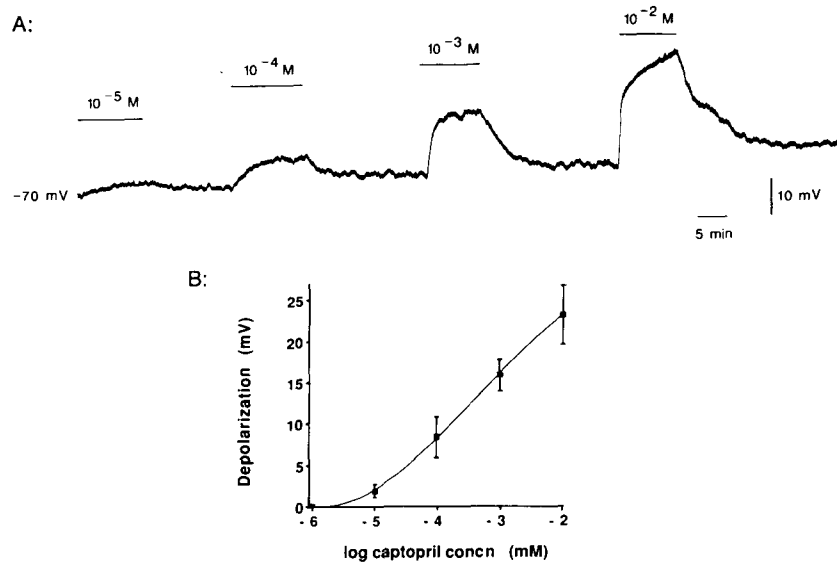 A:
10⁻⁵ M
10⁻⁴ M
10⁻³ M
10⁻² M
-70 mV
10 mV
5 min
B:
Depolarization (mV)
25
20
15
10
5
0
-6 -5 -4 -3 -2
log captopril concn (mM)